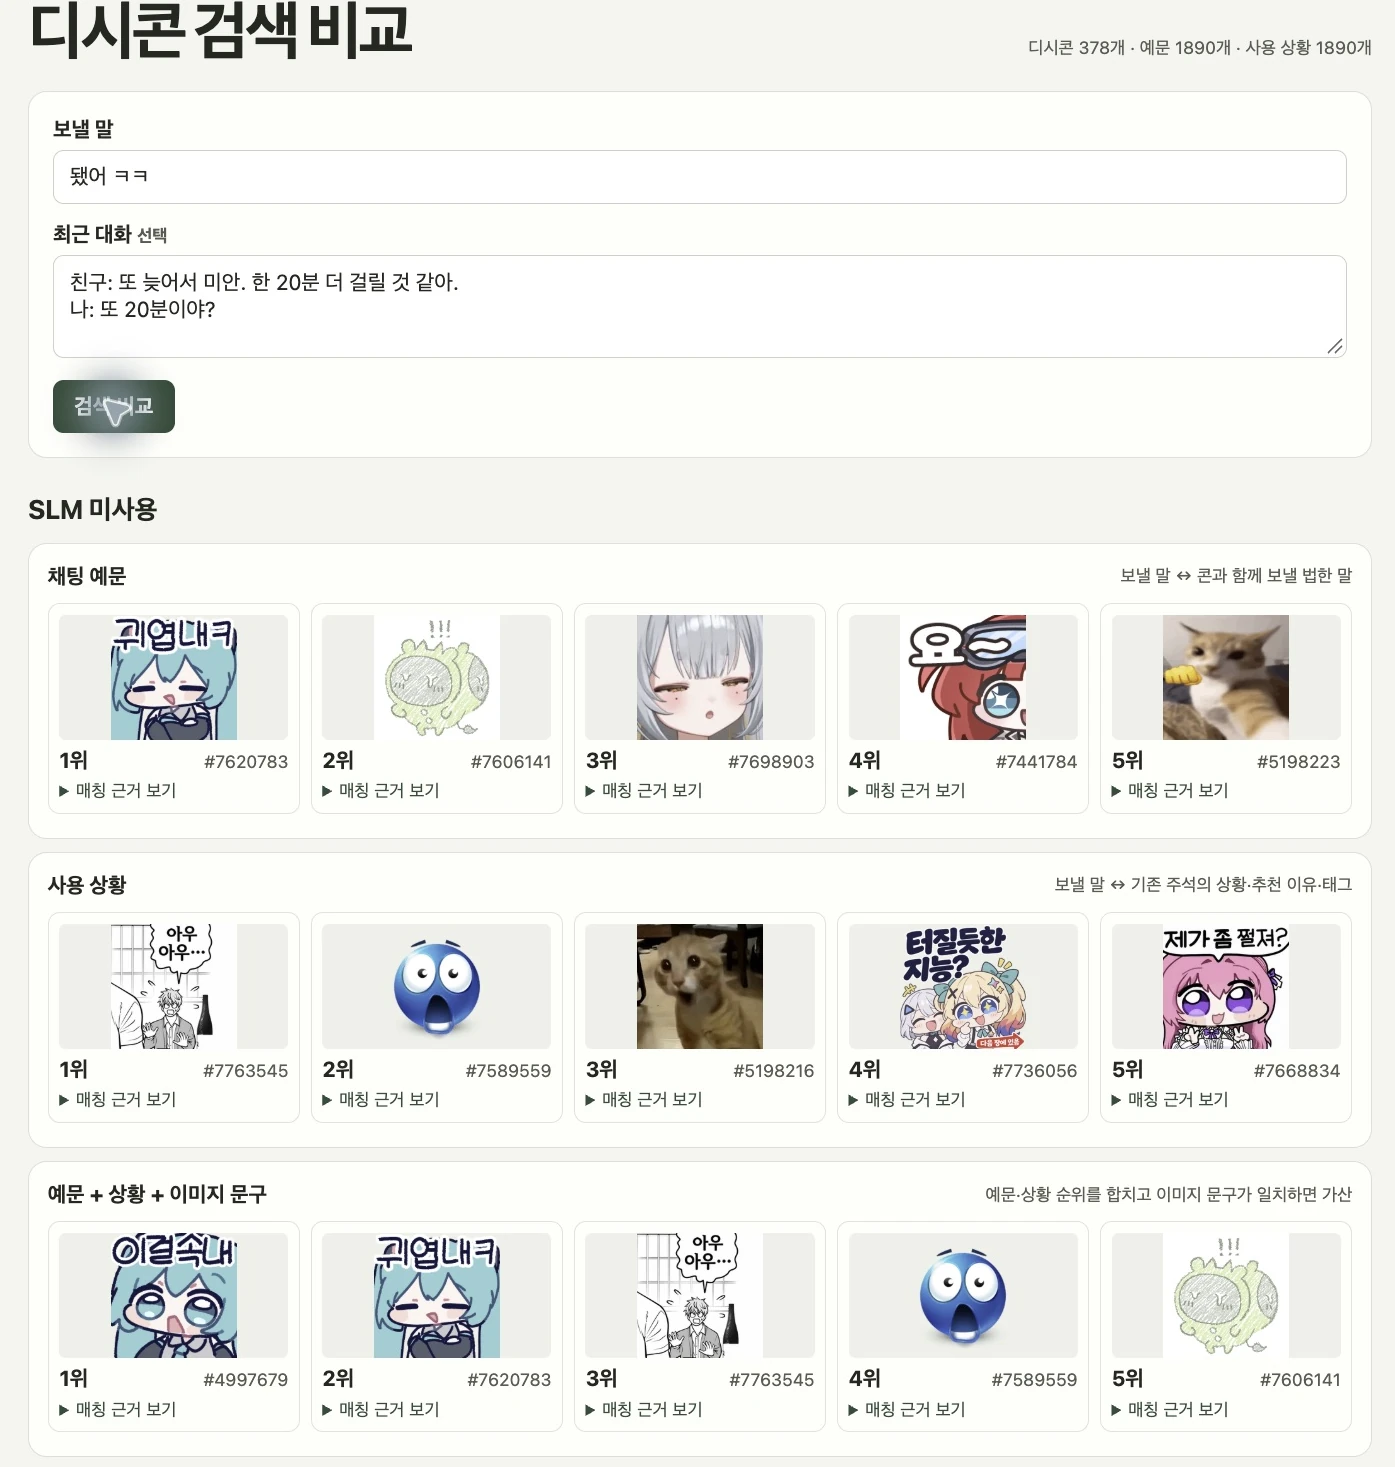 디시콘 검색 비교
디시콘 378개 · 예문 1890개 · 사용 상황 1890개
보낼 말
됐어 ㅋㅋ
최근 대화 선택
친구: 또 늦어서 미안. 한 20분 더 걸릴 것 같아.
나: 또 20분이야?
검색 비교
SLM 미사용
채팅 예문
보낼 말 ↔ 콘과 함께 보낼 법한 말
귀엽내ㅋ
!!!
요
1위 #7620783
2위 #7606141
3위 #7698903
4위 #7441784
5위 #5198223
▶ 매칭 근거 보기
▶ 매칭 근거 보기
▶ 매칭 근거 보기
▶ 매칭 근거 보기
▶ 매칭 근거 보기
사용 상황
보낼 말 ↔ 기존 주석의 상황·추천 이유·태그
아우
아우…
터질듯한
지능?
다음 짤에 있음
제가 좀 쩔져?
1위 #7763545
2위 #7589559
3위 #5198216
4위 #7736056
5위 #7668834
▶ 매칭 근거 보기
▶ 매칭 근거 보기
▶ 매칭 근거 보기
▶ 매칭 근거 보기
▶ 매칭 근거 보기
예문 + 상황 + 이미지 문구
예문·상황 순위를 합치고 이미지 문구가 일치하면 가산
이걸속내
귀엽내ㅋ
아우
아우…
!!!
1위 #4997679
2위 #7620783
3위 #7763545
4위 #7589559
5위 #7606141
▶ 매칭 근거 보기
▶ 매칭 근거 보기
▶ 매칭 근거 보기
▶ 매칭 근거 보기
▶ 매칭 근거 보기